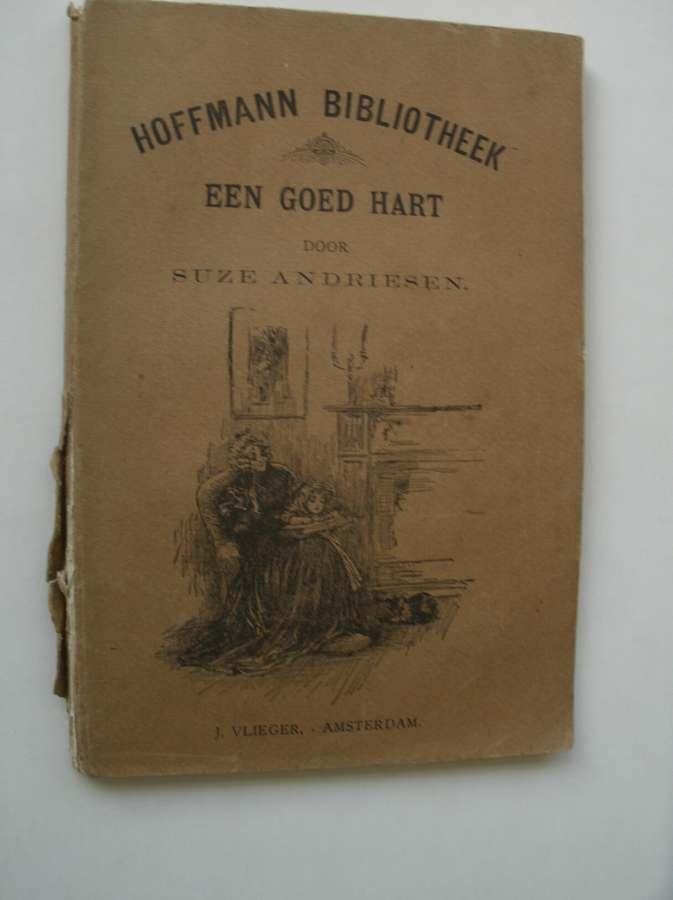 HOFFMANN BIBLIOTHEEK
EEN GOED HART
DOOR
SUZE ANDRIESEN.
J. VLIEGER, - AMSTERDAM.